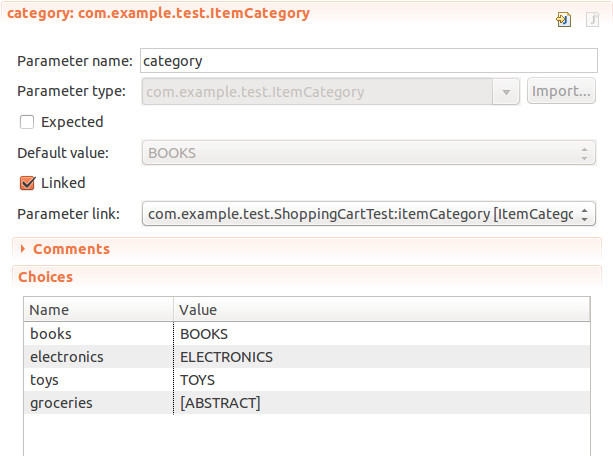 category: com.example.test.ItemCategory
Parameter name: category
Parameter type: com.example.test.ItemCategory Import...
Expected
Default value: BOOKS
Linked
Parameter link: com.example.test.ShoppingCartTest:itemCategory [ItemCatego
Comments
Choices
Name Value
books BOOKS
electronics ELECTRONICS
toys TOYS
groceries [ABSTRACT]